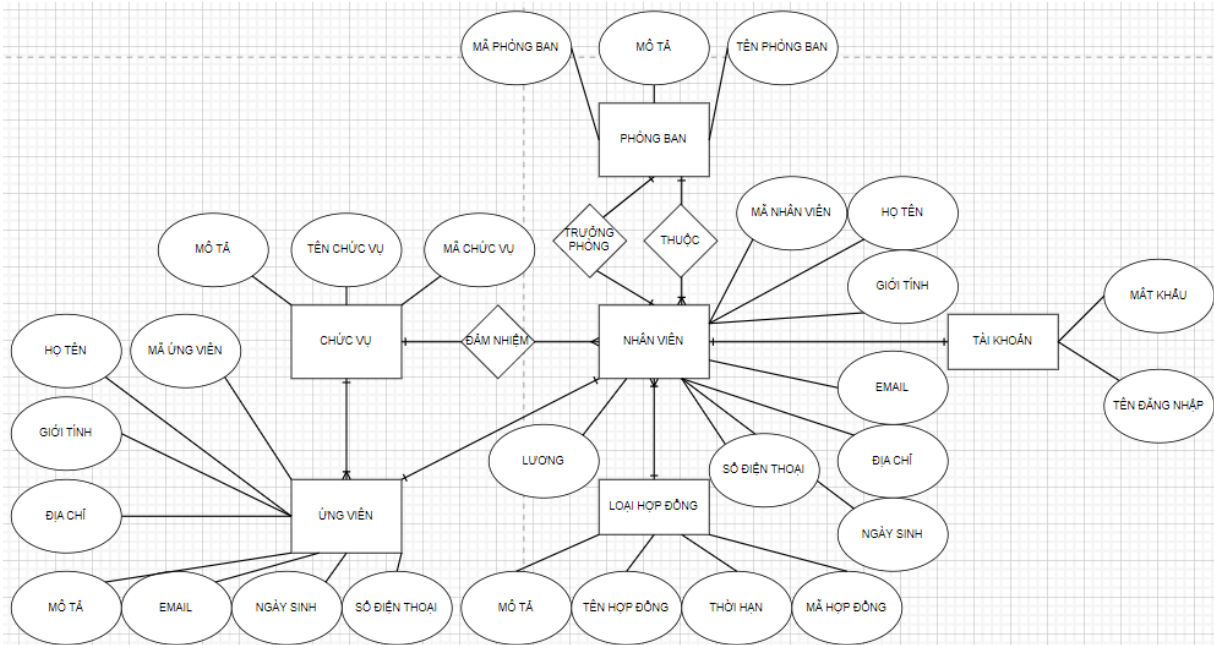 MÃ PHÒNG BAN
MÔ TẢ
TÊN PHÒNG BAN
PHÒNG BAN
TRƯỞNG
PHÒNG
THUỘC
MÃ NHÂN VIÊN
HỌ TÊN
GIỚI TÍNH
MÔ TẢ
TÊN CHỨC VỤ
MÃ CHỨC VỤ
CHỨC VỤ
ĐẢM NHIỆM
NHÂN VIÊN
TÀI KHOẢN
MẬT KHẨU
TÊN ĐĂNG NHẬP
HỌ TÊN
MÃ ỨNG VIÊN
GIỚI TÍNH
ĐỊA CHỈ
ỨNG VIÊN
LƯƠNG
SỐ ĐIỆN THOẠI
EMAIL
ĐỊA CHỈ
NGÀY SINH
LOẠI HỢP ĐỒNG
MÔ TẢ
EMAIL
NGÀY SINH
SỐ ĐIỆN THOẠI
MÔ TẢ
TÊN HỢP ĐỒNG
THỜI HẠN
MÃ HỢP ĐỒNG